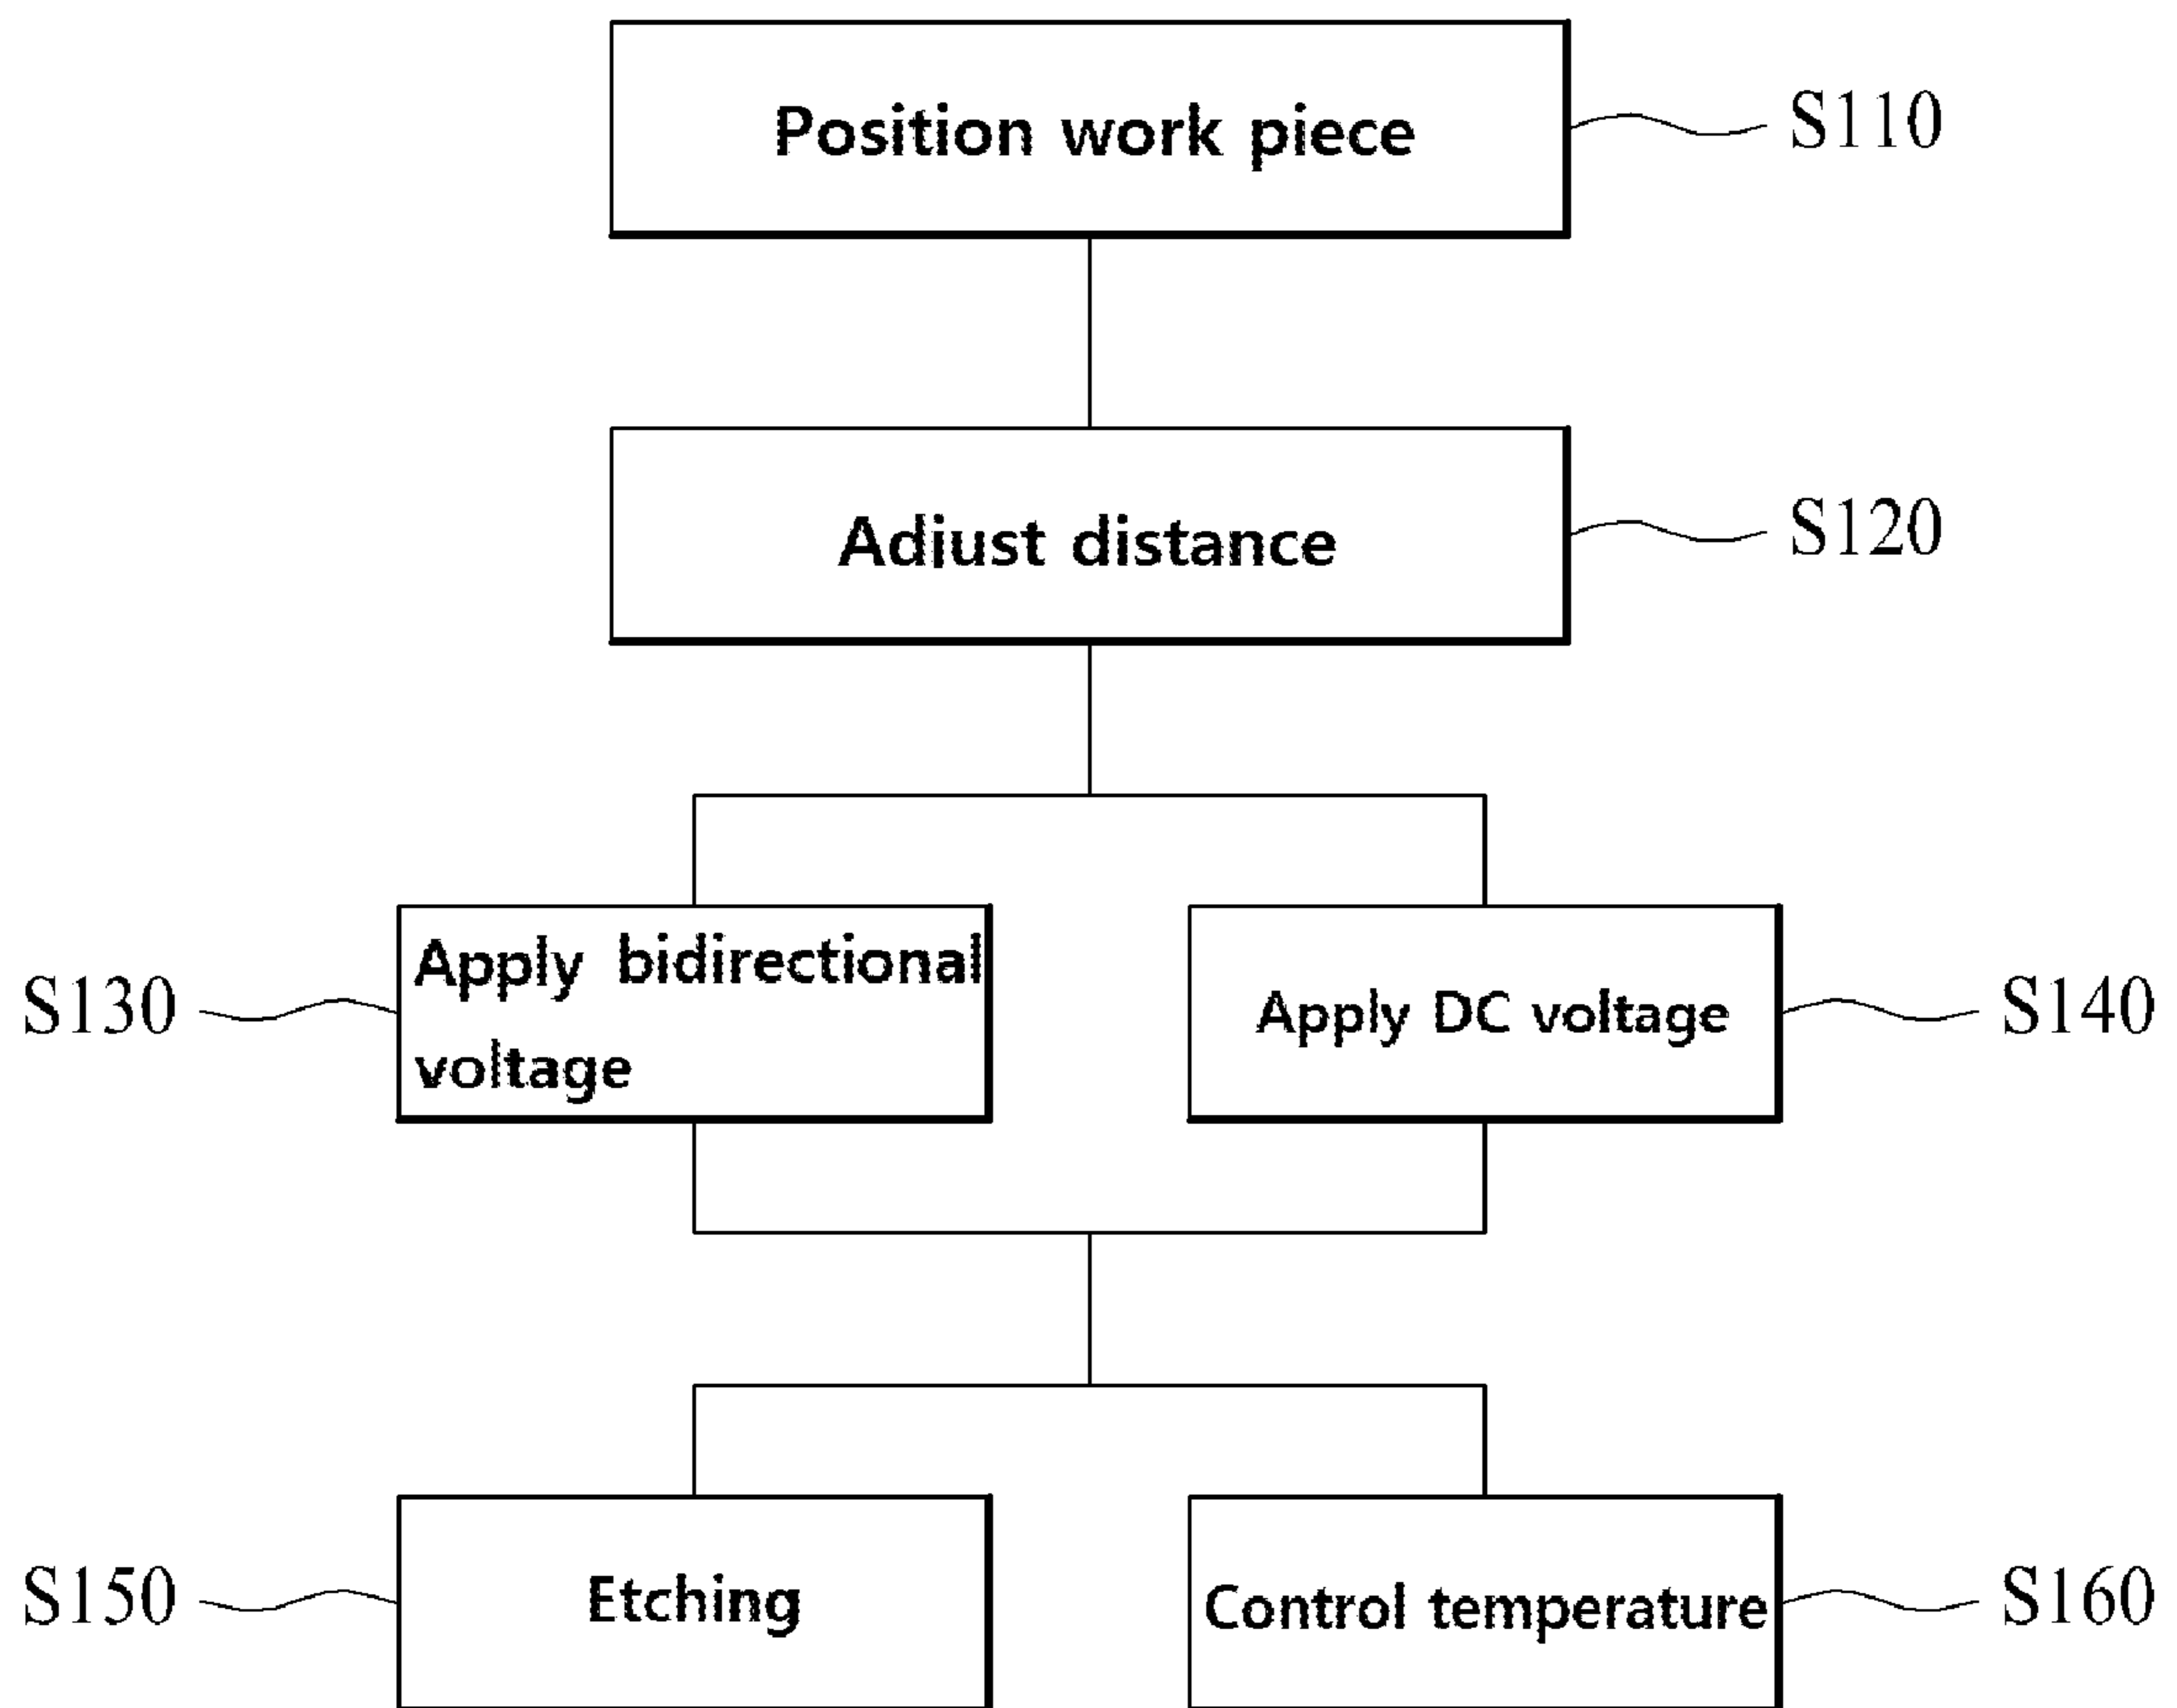 Position work piece
S110
Adjust distance
S120
Apply bidirectional
voltage
S130
Apply DC voltage
S140
Etching
S150
Control temperature
S160